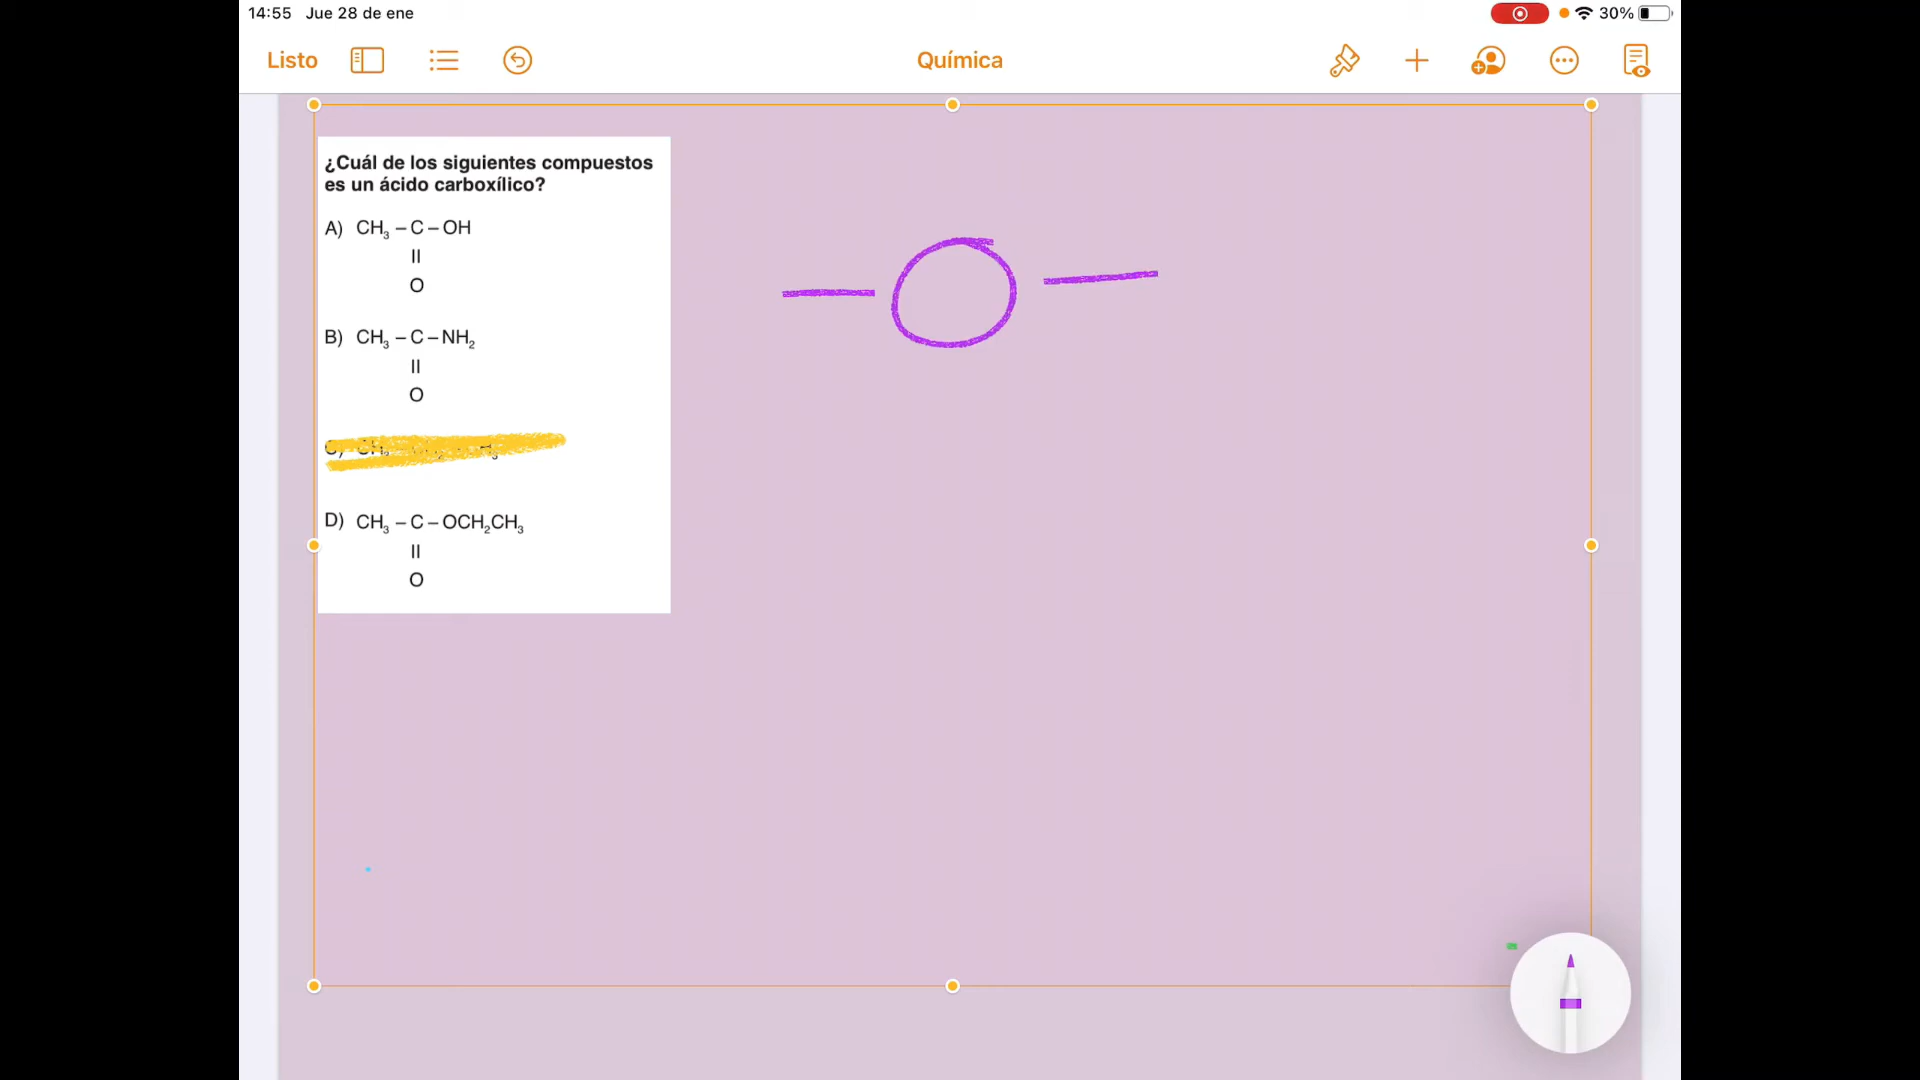 14:55 Jue 28 de ene
30%
Listo
Química
¿Cuál de los siguientes compuestos
es un ácido carboxílico?
A) CH₃ – C – OH
||
O
B) CH₃ – C – NH₂
||
O
D) CH₃ – C – OCH₂CH₃
||
O